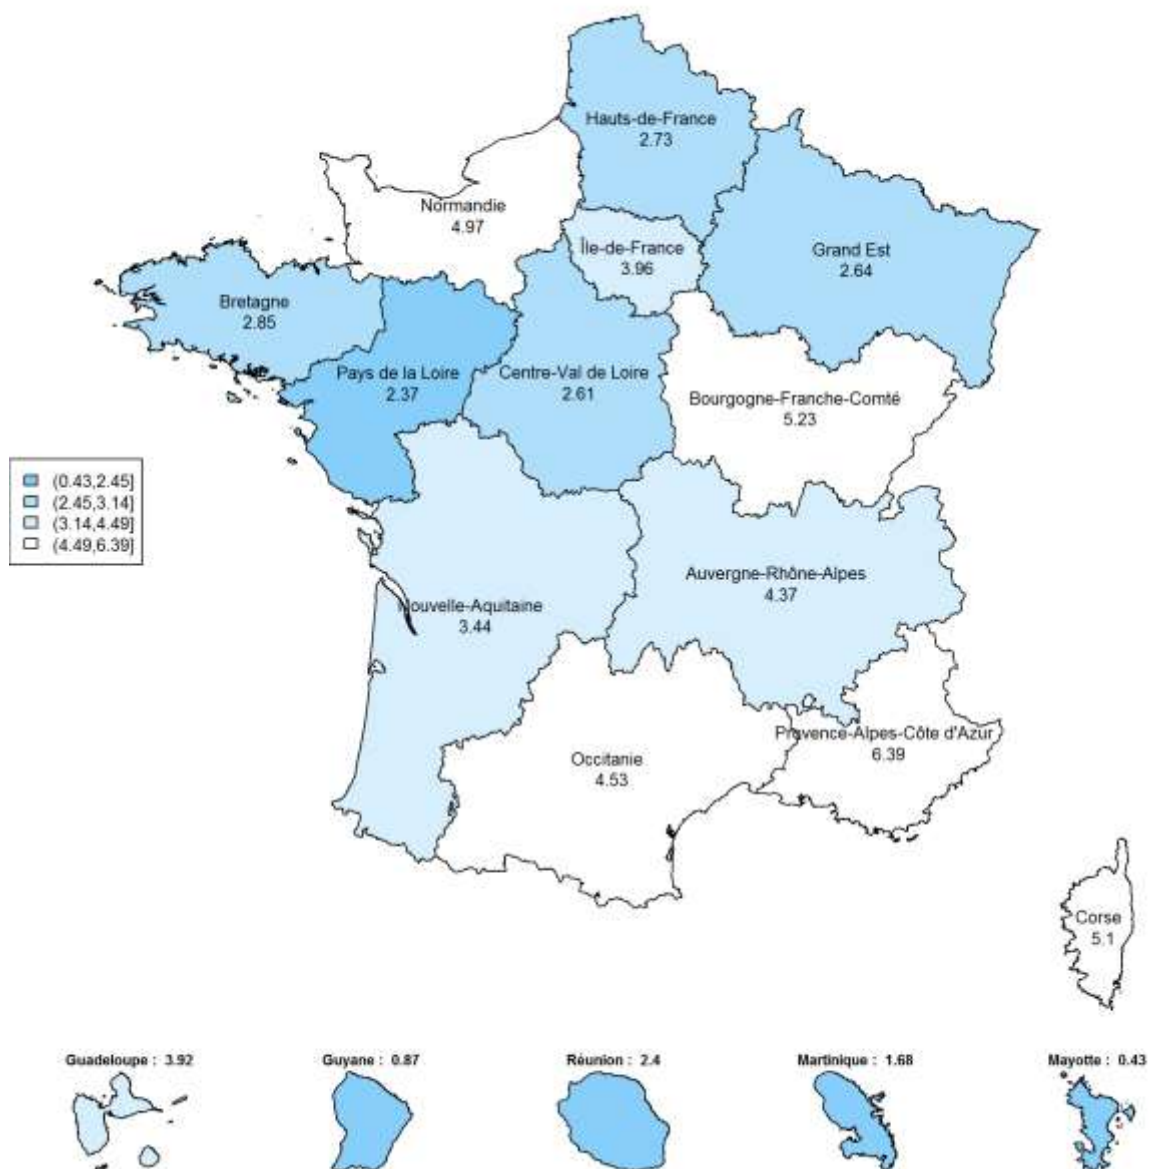 Hauts-de-France
2.73
Normandie
4.97
Île-de-France
3.96
Grand Est
2.64
Bretagne
2.85
Pays de la Loire
2.37
Centre-Val de Loire
2.61
Bourgogne-Franche-Comté
5.23
(0.43,2.45]
(2.45,3.14]
(3.14,4.49]
(4.49,6.39]
Auvergne-Rhône-Alpes
4.37
Nouvelle-Aquitaine
3.44
Provence-Alpes-Côte d'Azur
6.39
Occitanie
4.53
Corse
5.1
Guadeloupe : 3.92
Guyane : 0.87
Réunion : 2.4
Martinique : 1.68
Mayotte : 0.43